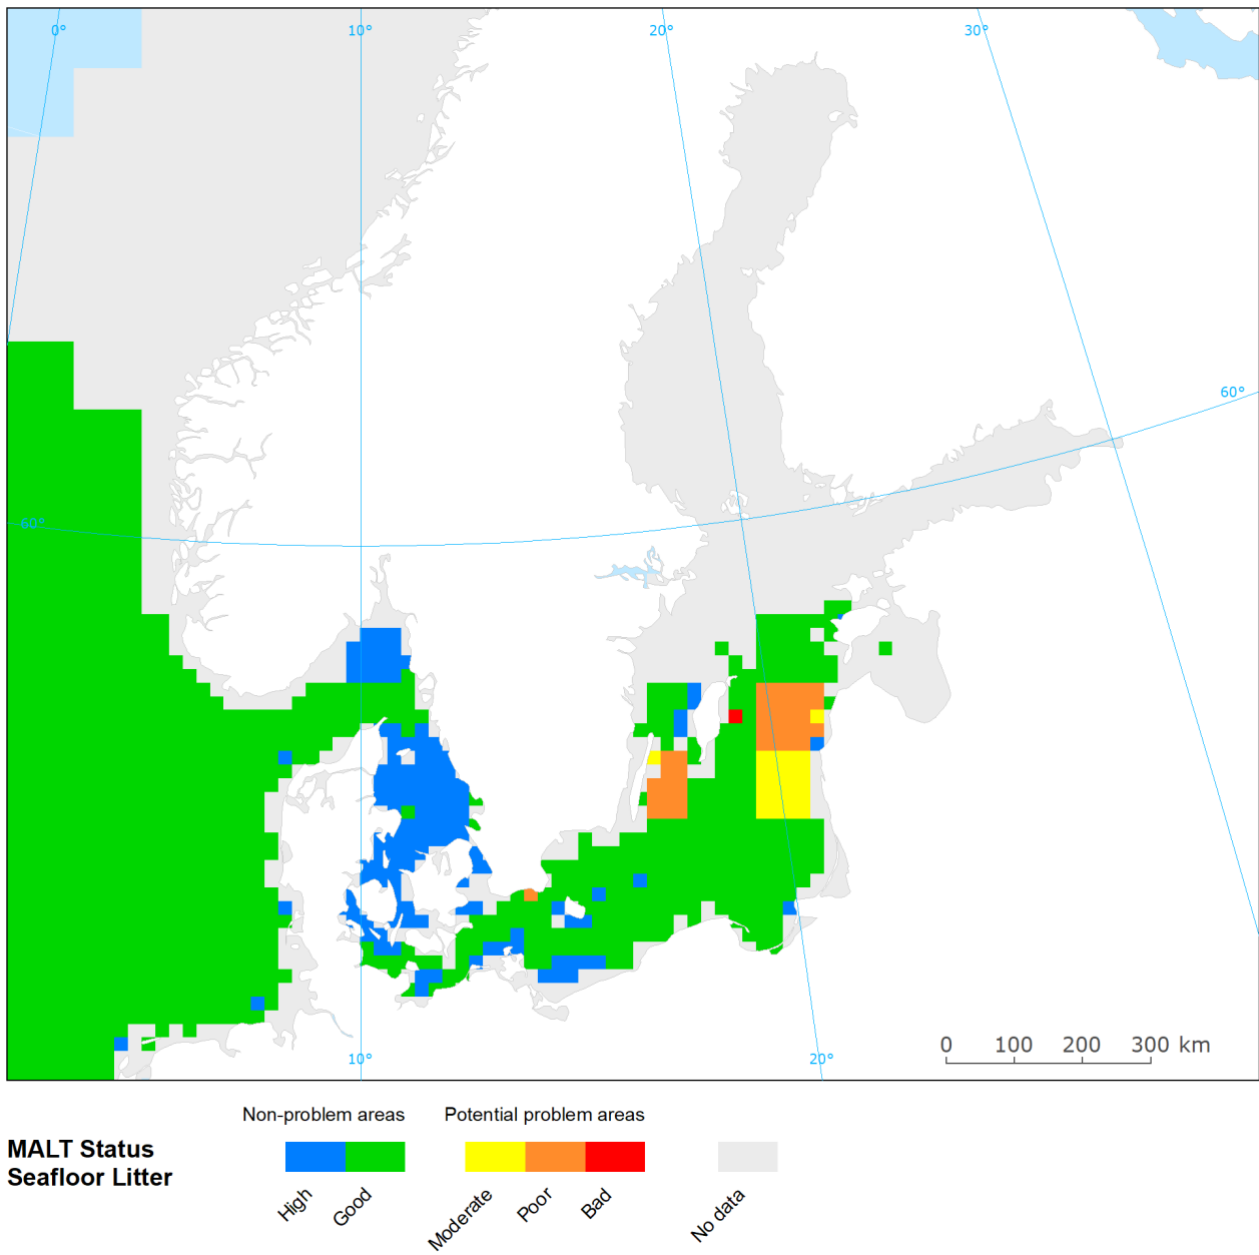 0°
10°
20°
30°
60°
60°
10°
20°
0 100 200 300 km
Non-problem areas
Potential problem areas
MALT Status
Seafloor Litter
High
Good
Moderate
Poor
Bad
No data